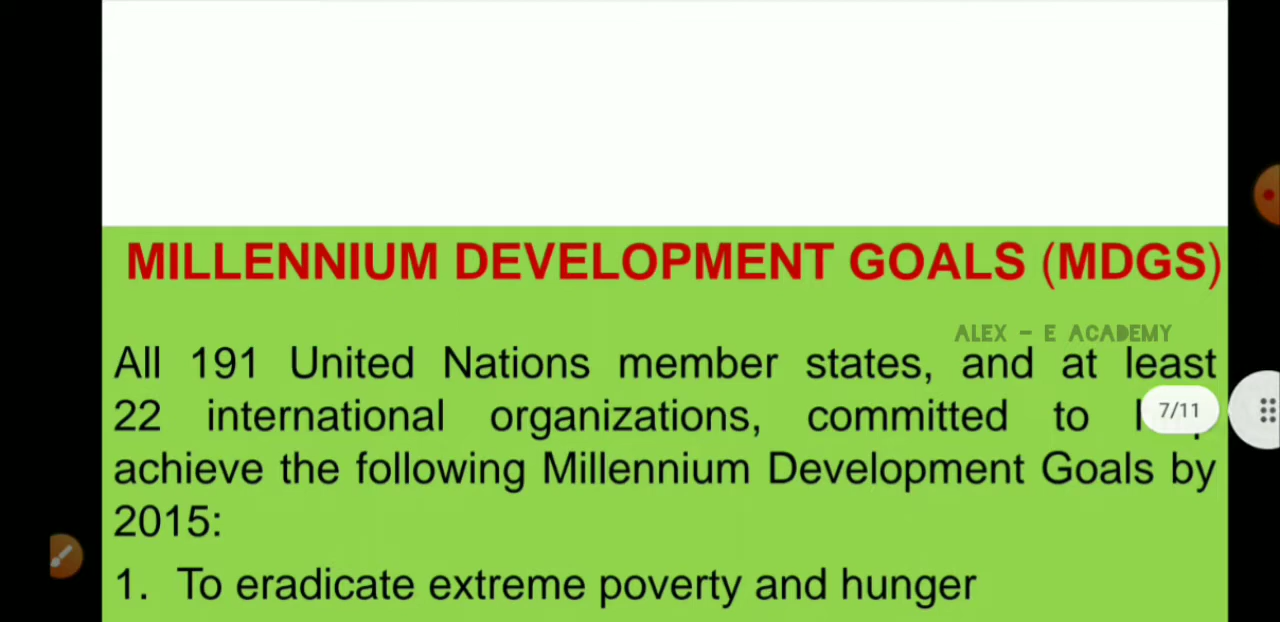 MILLENNIUM DEVELOPMENT GOALS (MDGS)
ALEX - E ACADEMY
All 191 United Nations member states, and at least
22 international organizations, committed to
7/11
achieve the following Millennium Development Goals by
2015:
1. To eradicate extreme poverty and hunger